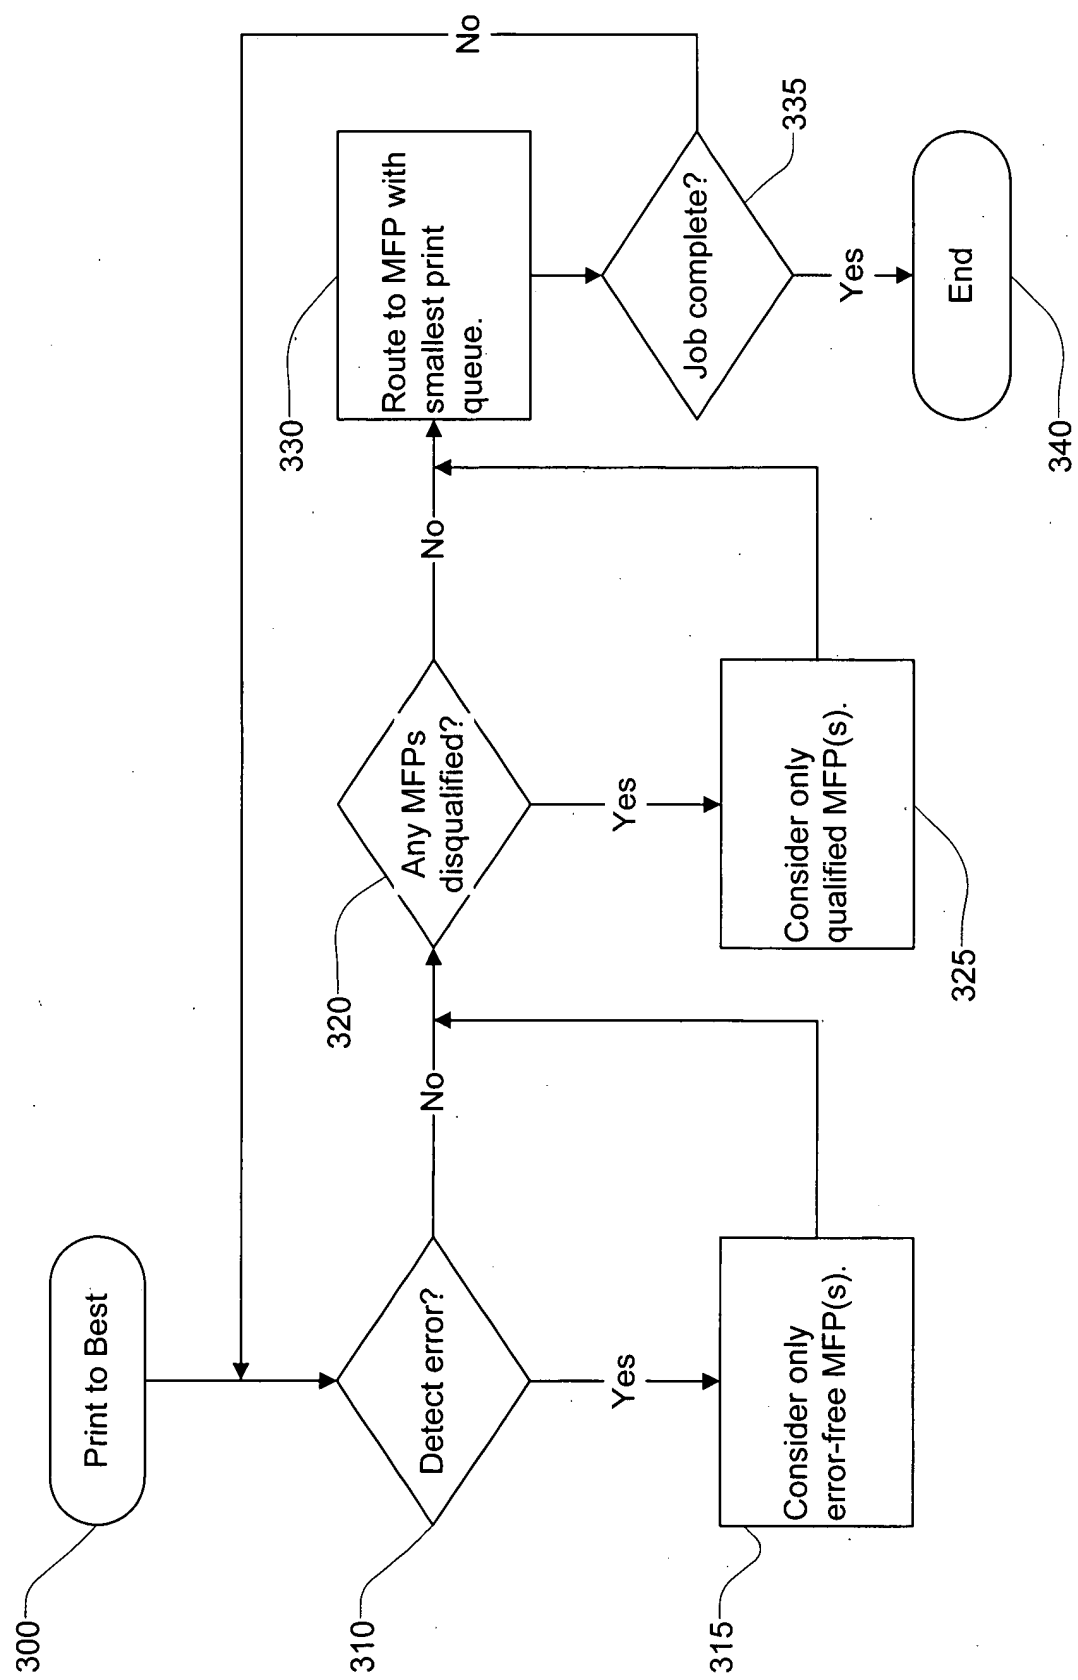 300
Print to Best
310
Detect error?
No
Yes
315
Consider only
error-free MFP(s).
320
Any MFPs
disqualified?
No
Yes
325
Consider only
qualified MFP(s).
330
Route to MFP with
smallest print
queue.
335
Job complete?
No
Yes
340
End